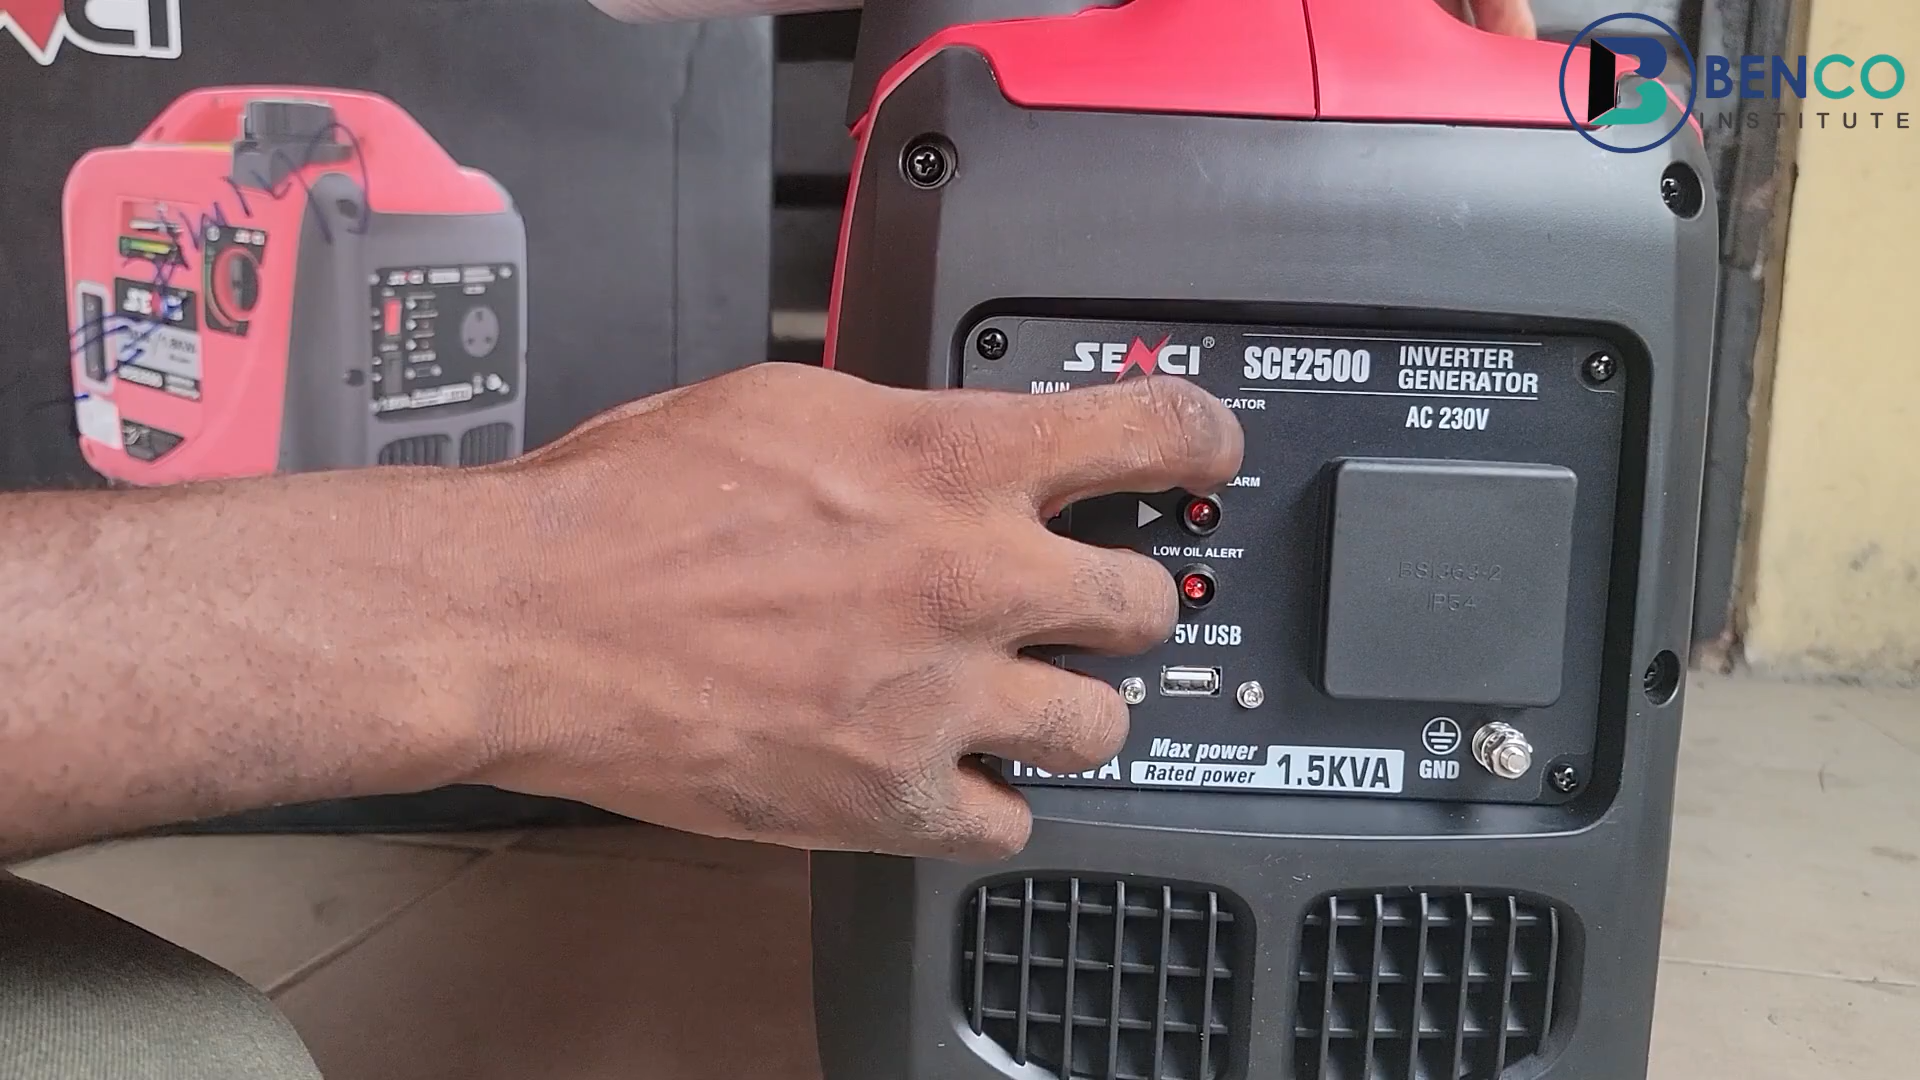 BENCO
INSTITUTE
SENCI® SCE2500 INVERTER GENERATOR
MAIN
AC 230V
LOW OIL ALERT
5V USB
BS1363-2
IP54
Max power
Rated power 1.5KVA
GND